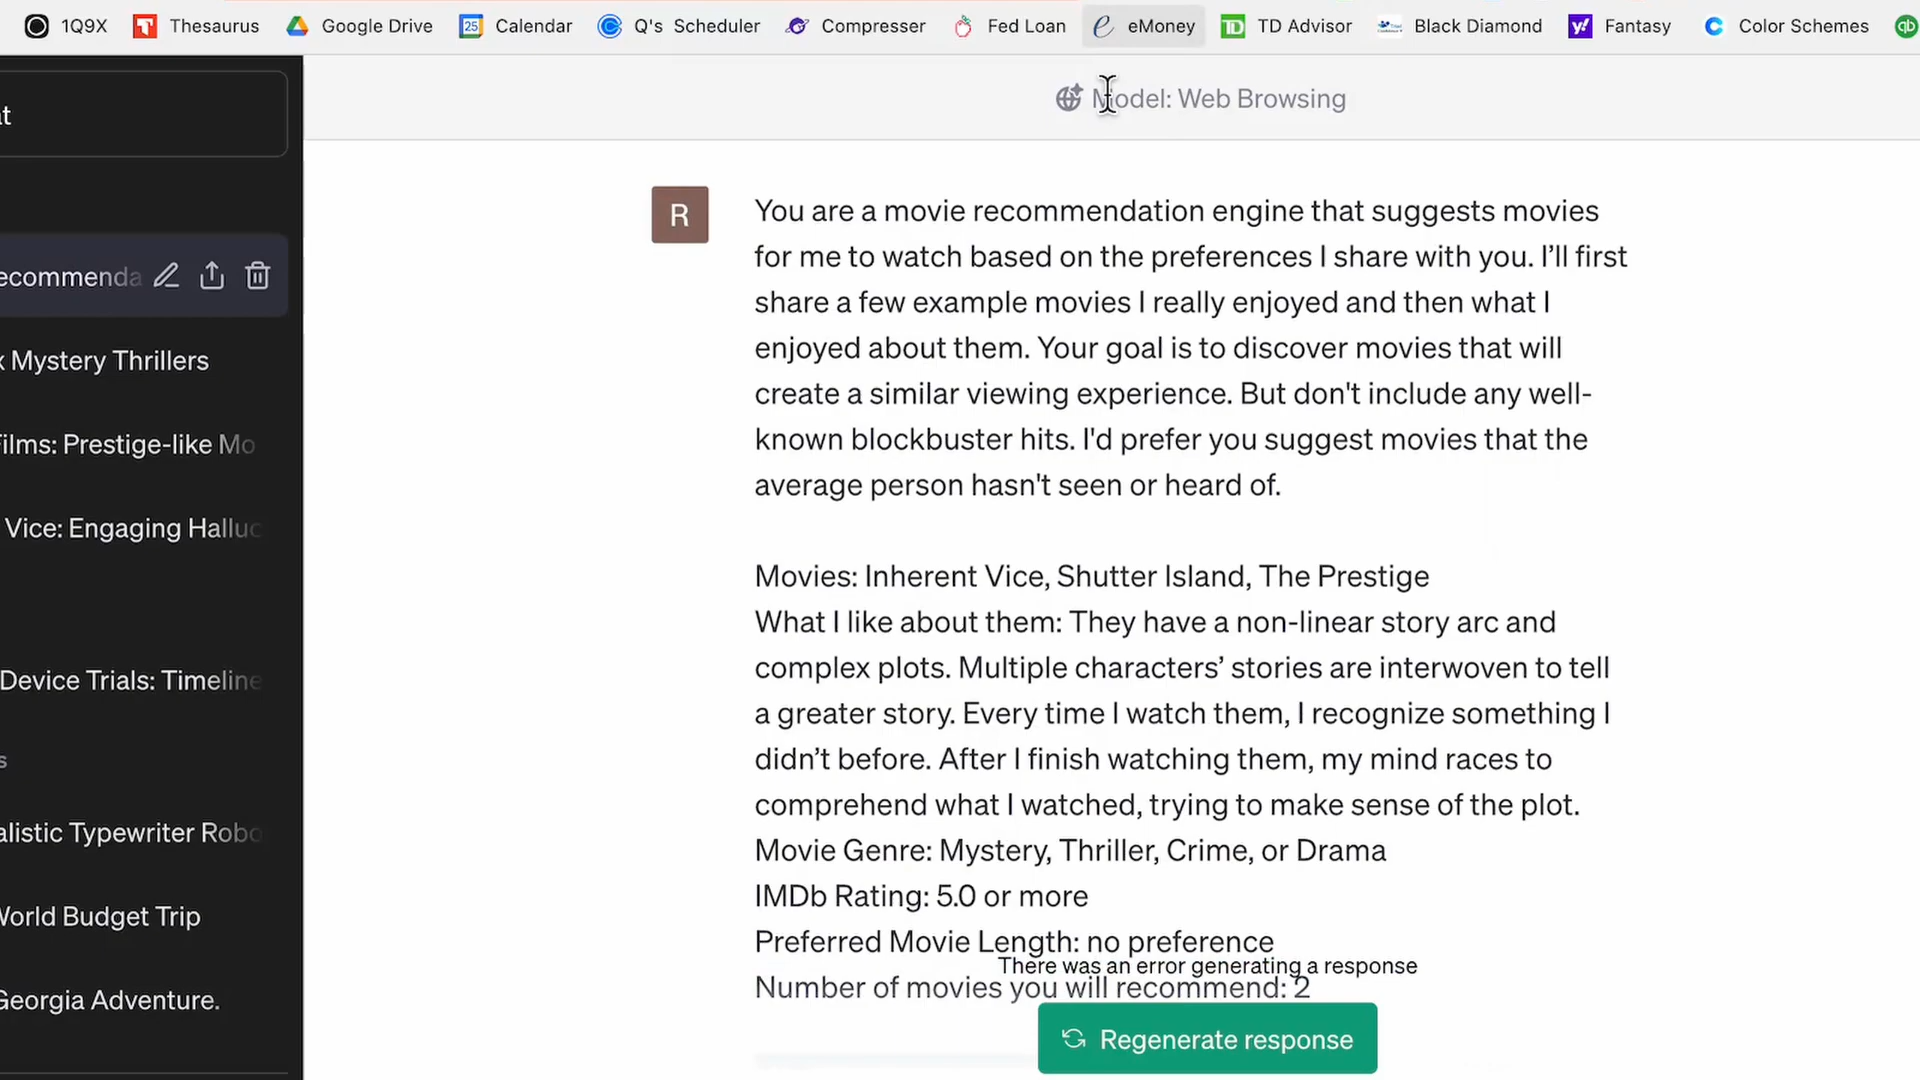 1Q9X Thesaurus Google Drive 25 Calendar Q's Scheduler Compresser Fed Loan eMoney TD Advisor Black Diamond Fantasy Color Schemes qb
Model: Web Browsing
t
ecommenda
x Mystery Thrillers
ilms: Prestige-like Mo
Vice: Engaging Halluc
Device Trials: Timeline
s
alistic Typewriter Robo
World Budget Trip
Georgia Adventure.
R
You are a movie recommendation engine that suggests movies
for me to watch based on the preferences I share with you. I’ll first
share a few example movies I really enjoyed and then what I
enjoyed about them. Your goal is to discover movies that will
create a similar viewing experience. But don't include any well-
known blockbuster hits. I'd prefer you suggest movies that the
average person hasn't seen or heard of.
Movies: Inherent Vice, Shutter Island, The Prestige
What I like about them: They have a non-linear story arc and
complex plots. Multiple characters’ stories are interwoven to tell
a greater story. Every time I watch them, I recognize something I
didn’t before. After I finish watching them, my mind races to
comprehend what I watched, trying to make sense of the plot.
Movie Genre: Mystery, Thriller, Crime, or Drama
IMDb Rating: 5.0 or more
Preferred Movie Length: no preference
There was an error generating a response
Number of movies you will recommend: 2
Regenerate response